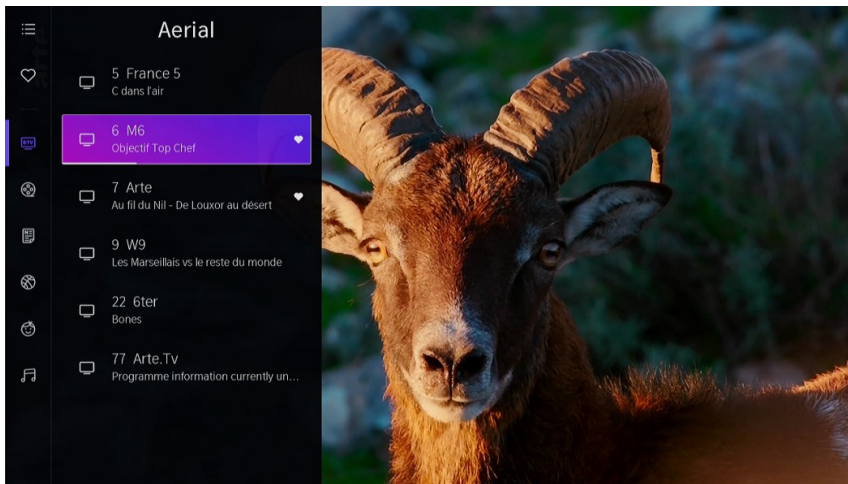 Aerial
5 France 5
C dans l'air
6 M6
Objectif Top Chef
7 Arte
Au fil du Nil - De Louxor au désert
9 W9
Les Marseillais vs le reste du monde
22 6ter
Bones
77 Arte.Tv
Programme information currently un...
DTV
arte